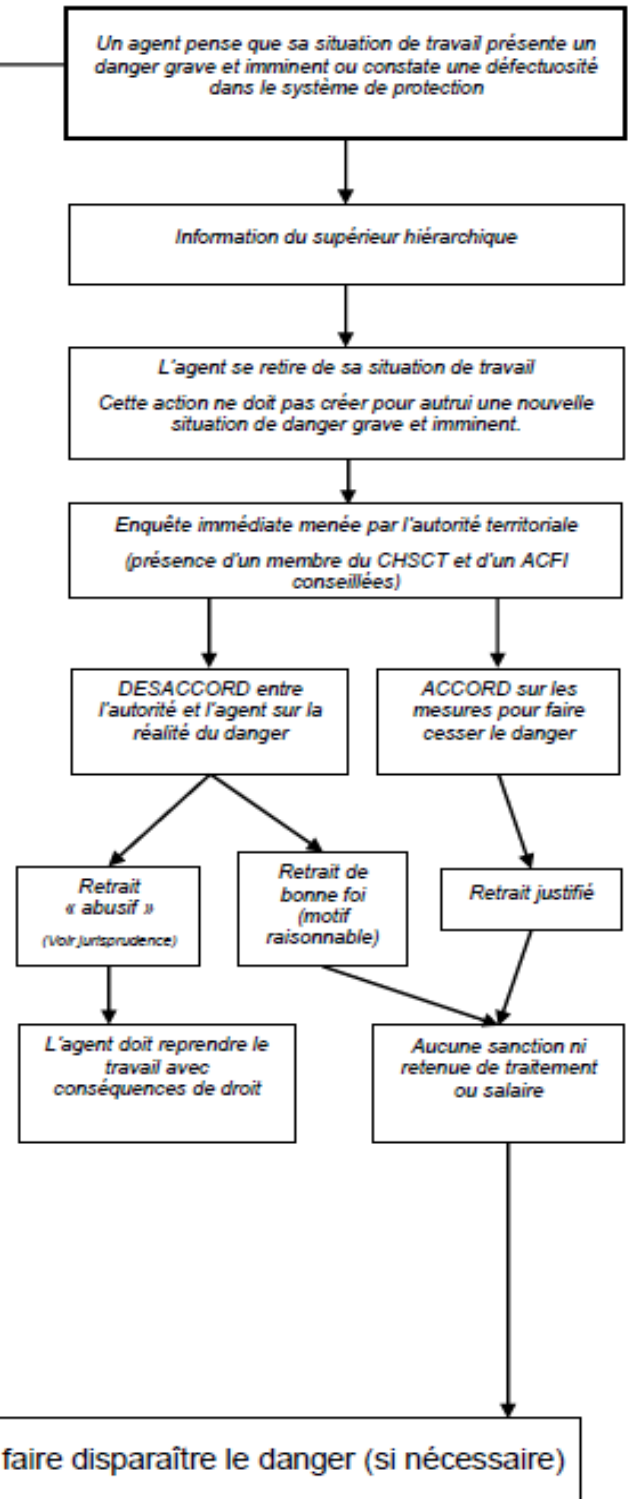 Un agent pense que sa situation de travail présente un
danger grave et imminent ou constate une défectuosité
dans le système de protection
Information du supérieur hiérarchique
L'agent se retire de sa situation de travail
Cette action ne doit pas créer pour autrui une nouvelle
situation de danger grave et imminent.
Enquête immédiate menée par l'autorité territoriale
(présence d'un membre du CHSCT et d'un ACFI
conseillées)
DESACCORD entre
l'autorité et l'agent sur la
réalité du danger
ACCORD sur les
mesures pour faire
cesser le danger
Retrait
« abusif »
(Voir jurisprudence)
Retrait de
bonne foi
(motif
raisonnable)
Retrait justifié
L'agent doit reprendre le
travail avec
conséquences de droit
Aucune sanction ni
retenue de traitement
ou salaire
faire disparaître le danger (si nécessaire)